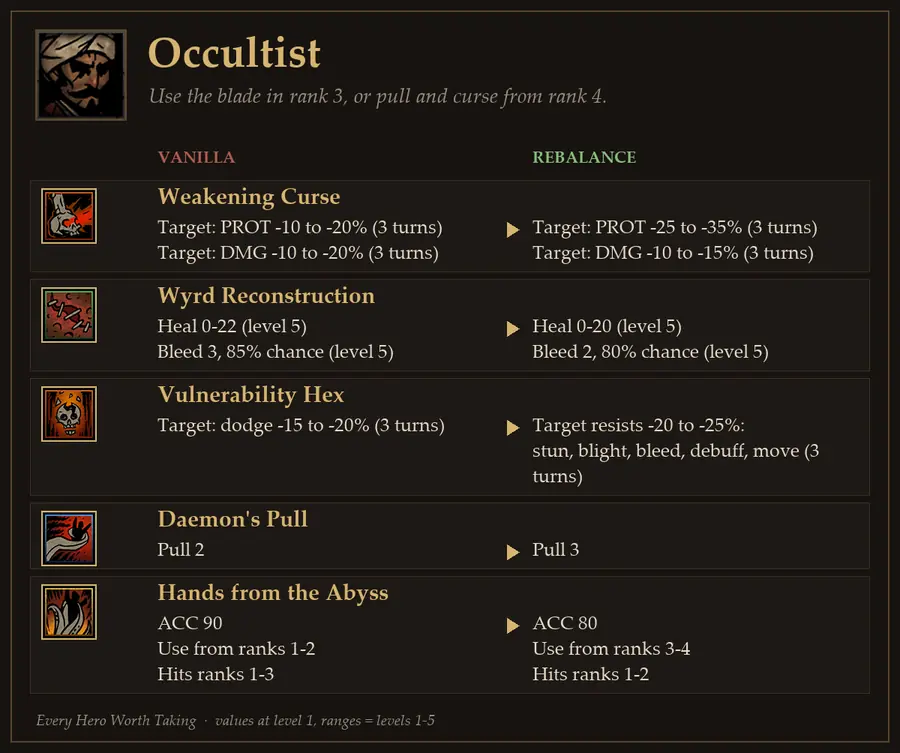 Occultist
Use the blade in rank 3, or pull and curse from rank 4.
VANILLA
REBALANCE
Weakening Curse
Target: PROT -10 to -20% (3 turns)
Target: PROT -25 to -35% (3 turns)
Target: DMG -10 to -20% (3 turns)
Target: DMG -10 to -15% (3 turns)
Wyrd Reconstruction
Heal 0-22 (level 5)
Heal 0-20 (level 5)
Bleed 3, 85% chance (level 5)
Bleed 2, 80% chance (level 5)
Vulnerability Hex
Target: dodge -15 to -20% (3 turns)
Target resists -20 to -25%:
stun, blight, bleed, debuff, move (3
turns)
Daemon's Pull
Pull 2
Pull 3
Hands from the Abyss
ACC 90
ACC 80
Use from ranks 1-2
Use from ranks 3-4
Hits ranks 1-3
Hits ranks 1-2
Every Hero Worth Taking · values at level 1, ranges = levels 1-5